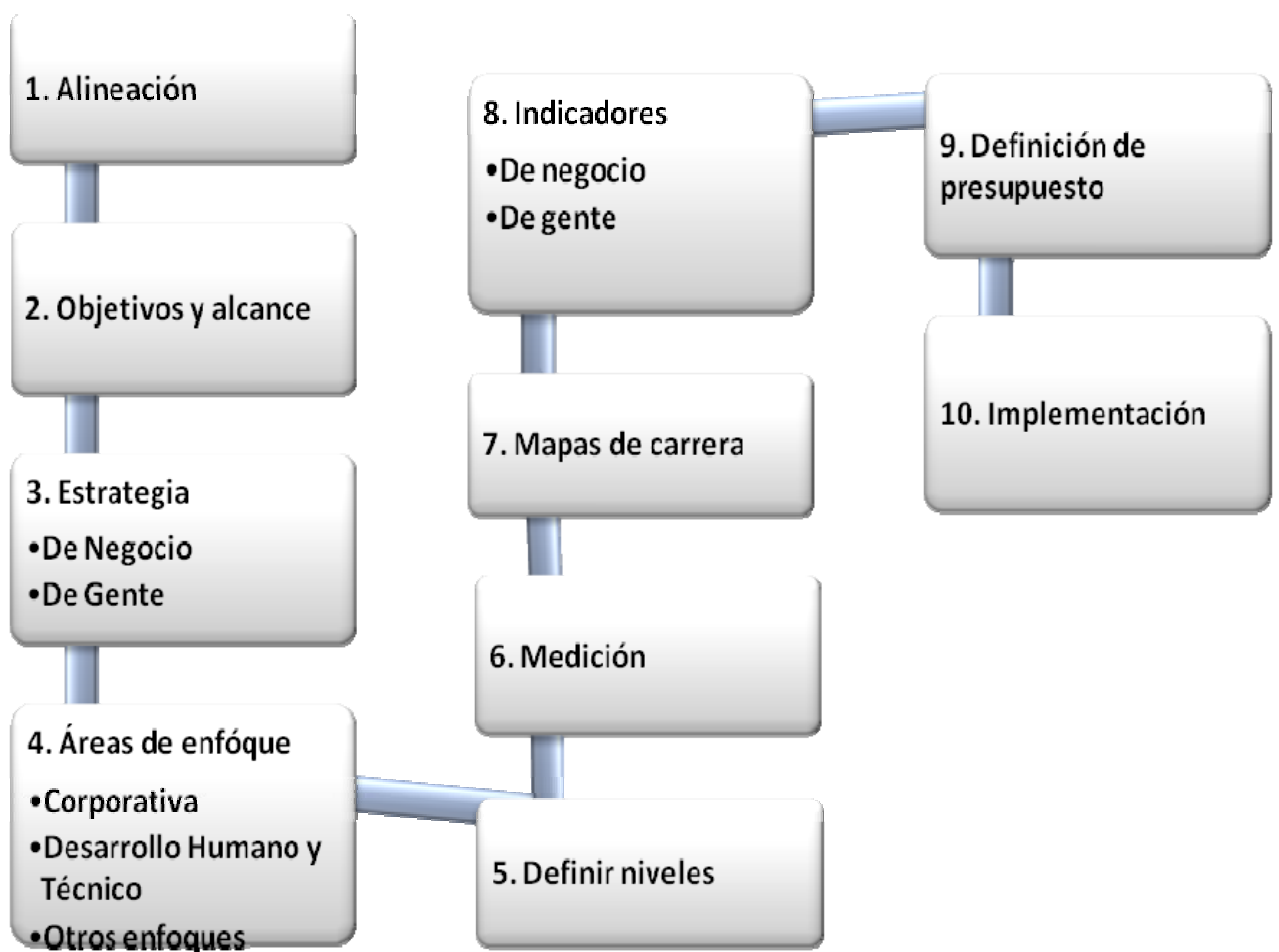 1. Alineación
2. Objetivos y alcance
3. Estrategia
•De Negocio
•De Gente
4. Áreas de enfóque
•Corporativa
•Desarrollo Humano y
Técnico
•Otros enfoques
5. Definir niveles
6. Medición
7. Mapas de carrera
8. Indicadores
•De negocio
•De gente
9. Definición de
presupuesto
10. Implementación